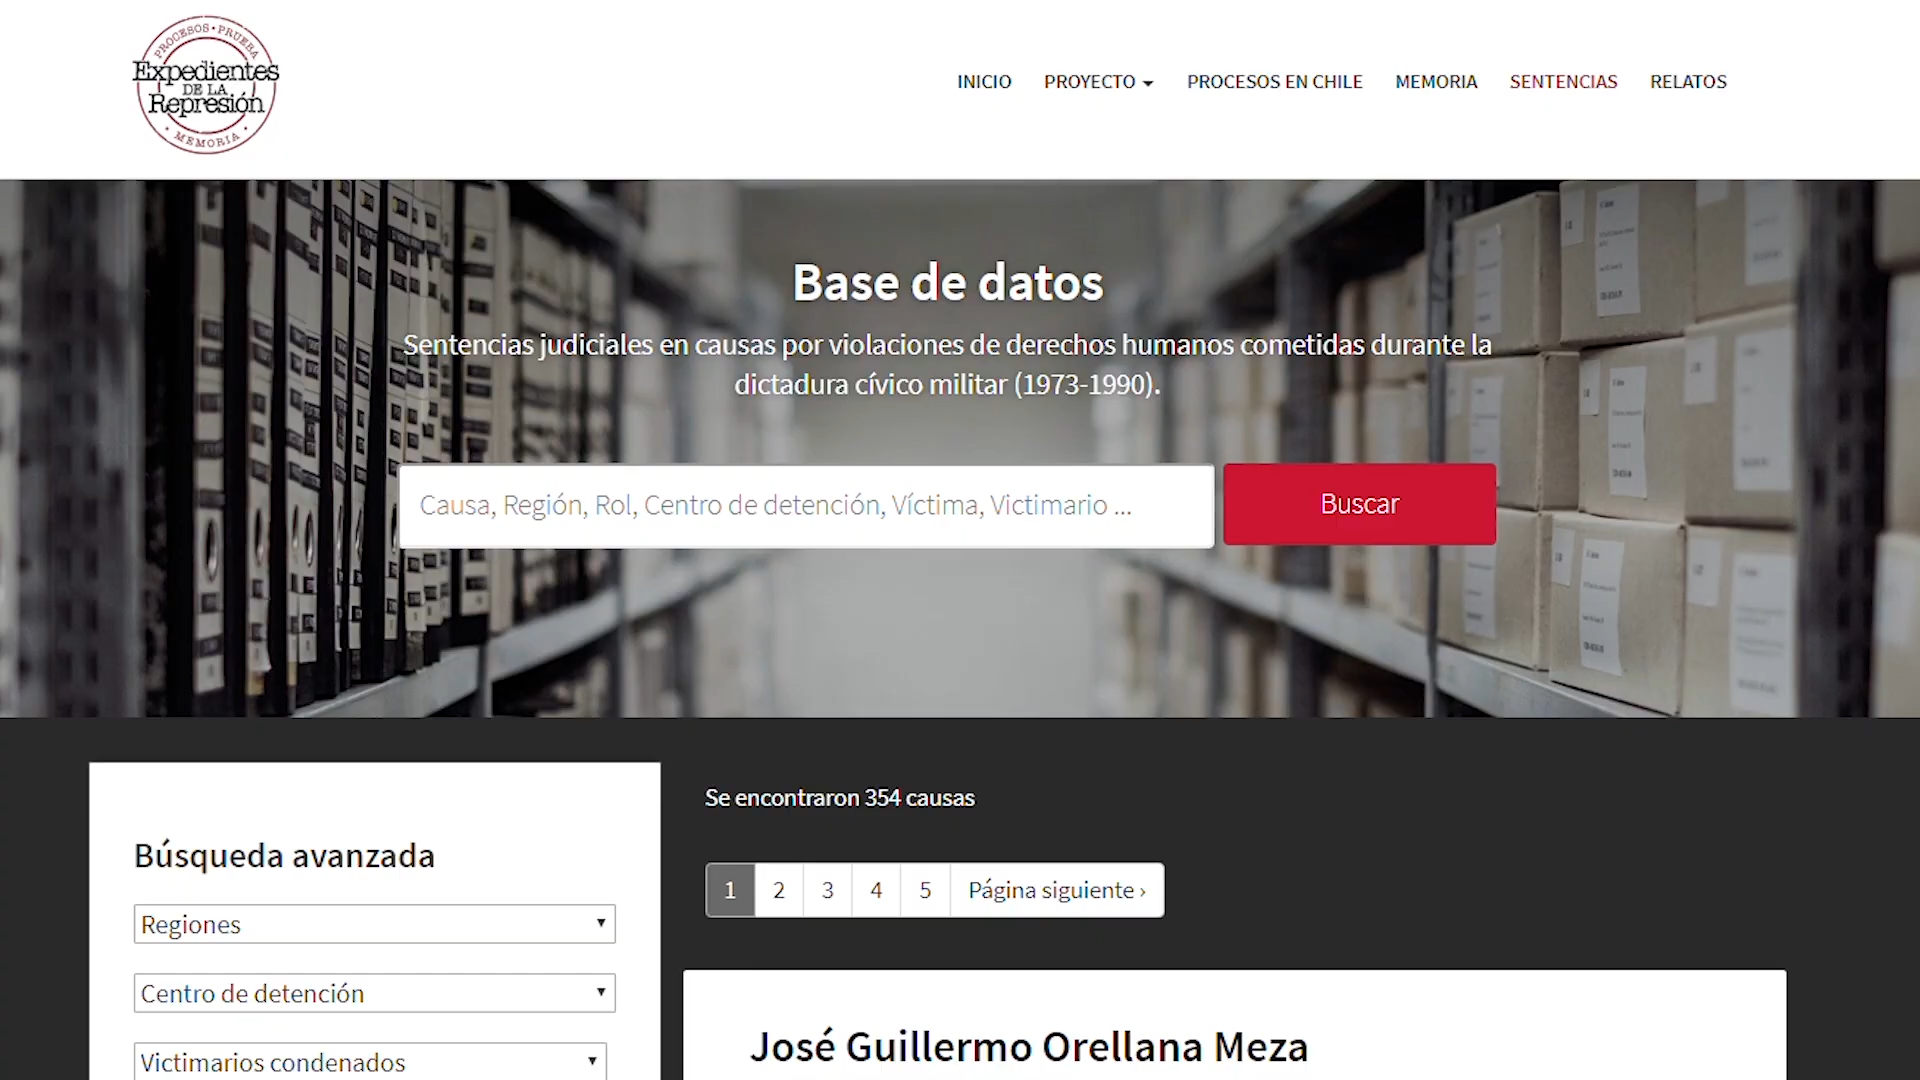 PROCESOS • PRUEBA
Expedientes
DE LA
Represión
• MEMORIA •
INICIO
PROYECTO
PROCESOS EN CHILE
MEMORIA
SENTENCIAS
RELATOS
Base de datos
Sentencias judiciales en causas por violaciones de derechos humanos cometidas durante la
dictadura cívico militar (1973-1990).
Causa, Región, Rol, Centro de detención, Víctima, Victimario ...
Buscar
Se encontraron 354 causas
1 2 3 4 5 Página siguiente ›
Búsqueda avanzada
Regiones
Centro de detención
Victimarios condenados
José Guillermo Orellana Meza